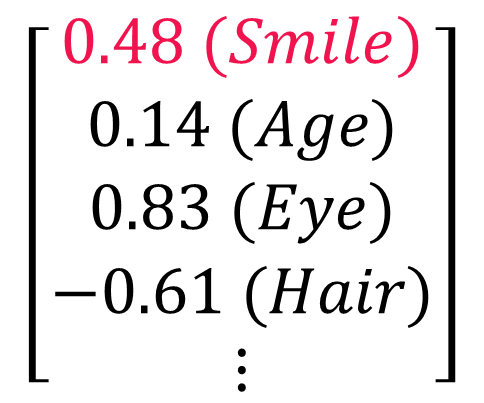 0.48 (Smile)
0.14 (Age)
0.83 (Eye)
−0.61 (Hair)
⋮